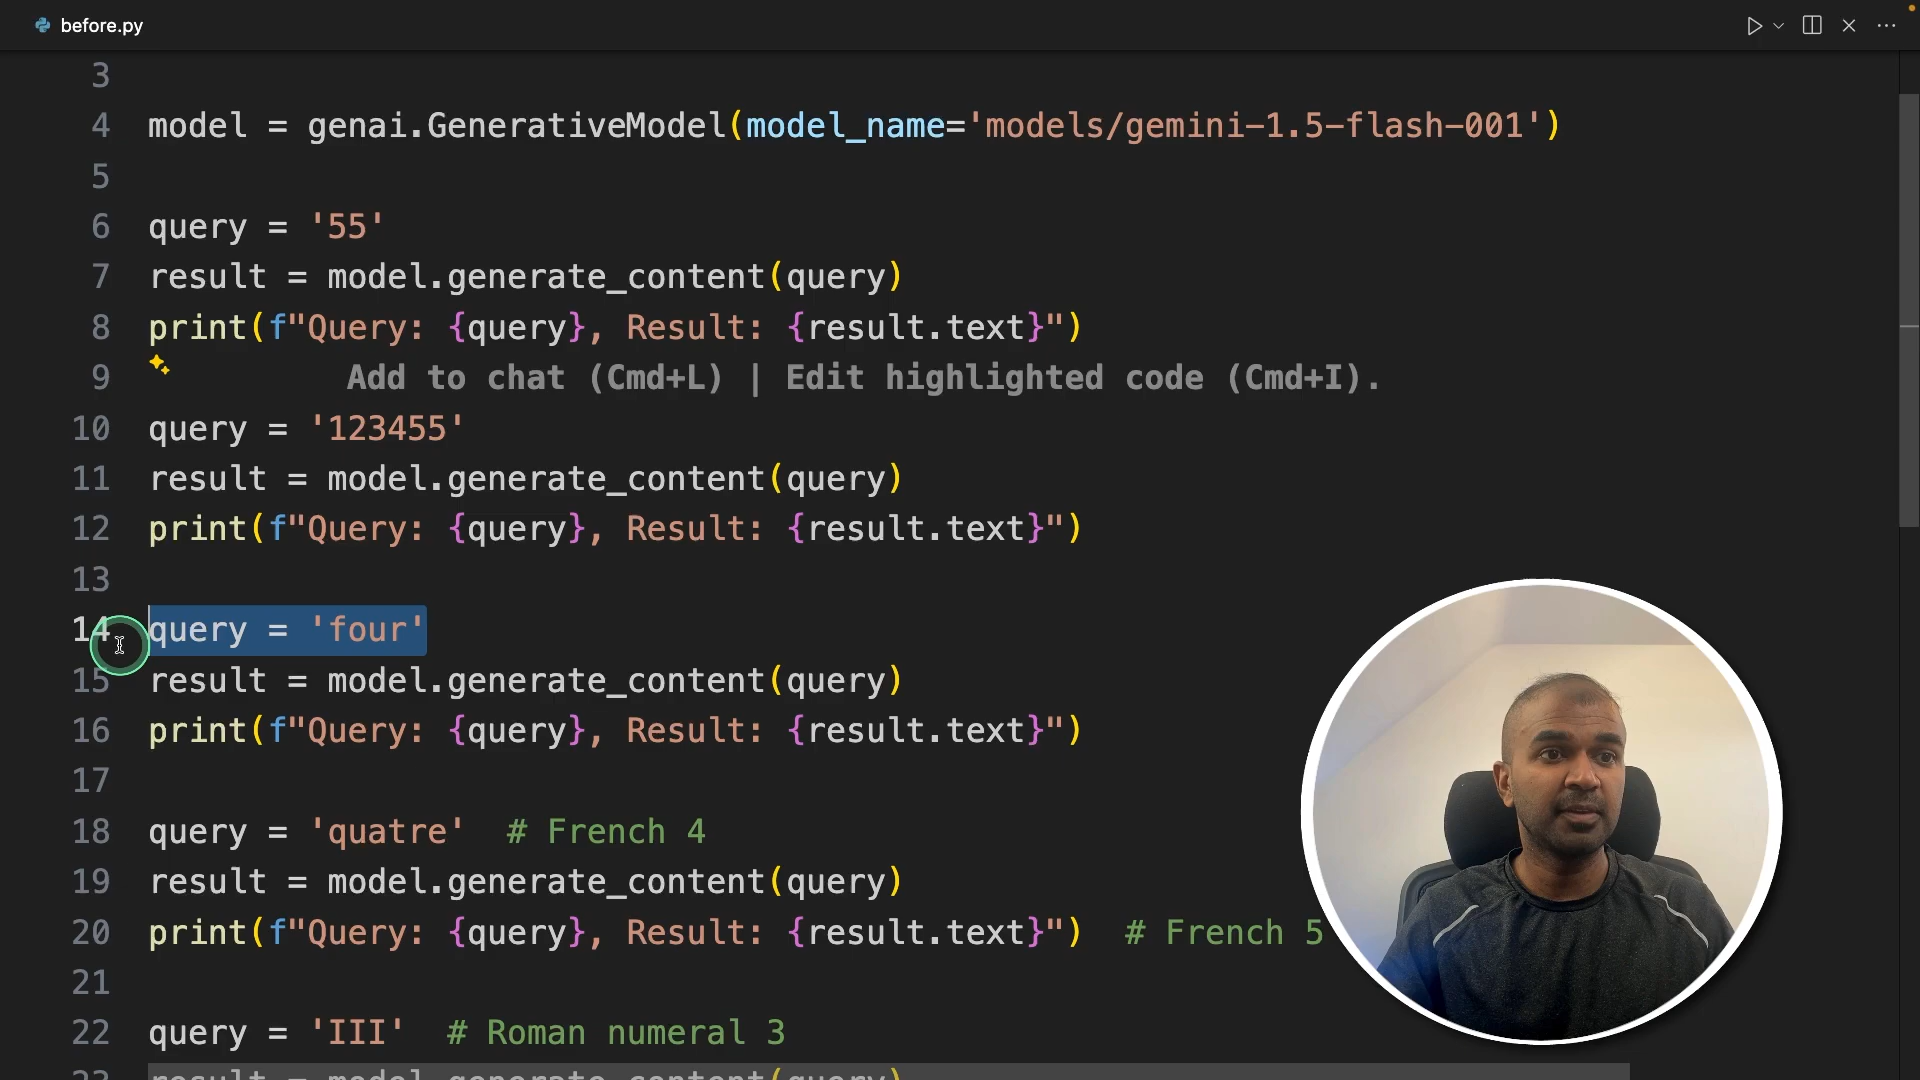 before.py
3
4 model = genai.GenerativeModel(model_name='models/gemini-1.5-flash-001')
5
6 query = '55'
7 result = model.generate_content(query)
8 print(f"Query: {query}, Result: {result.text}")
9 Add to chat (Cmd+L) | Edit highlighted code (Cmd+I).
10 query = '123455'
11 result = model.generate_content(query)
12 print(f"Query: {query}, Result: {result.text}")
13
14 query = 'four'
15 result = model.generate_content(query)
16 print(f"Query: {query}, Result: {result.text}")
17
18 query = 'quatre' # French 4
19 result = model.generate_content(query)
20 print(f"Query: {query}, Result: {result.text}") # French 5
21
22 query = 'III' # Roman numeral 3
23 result = model.generate_content(query)